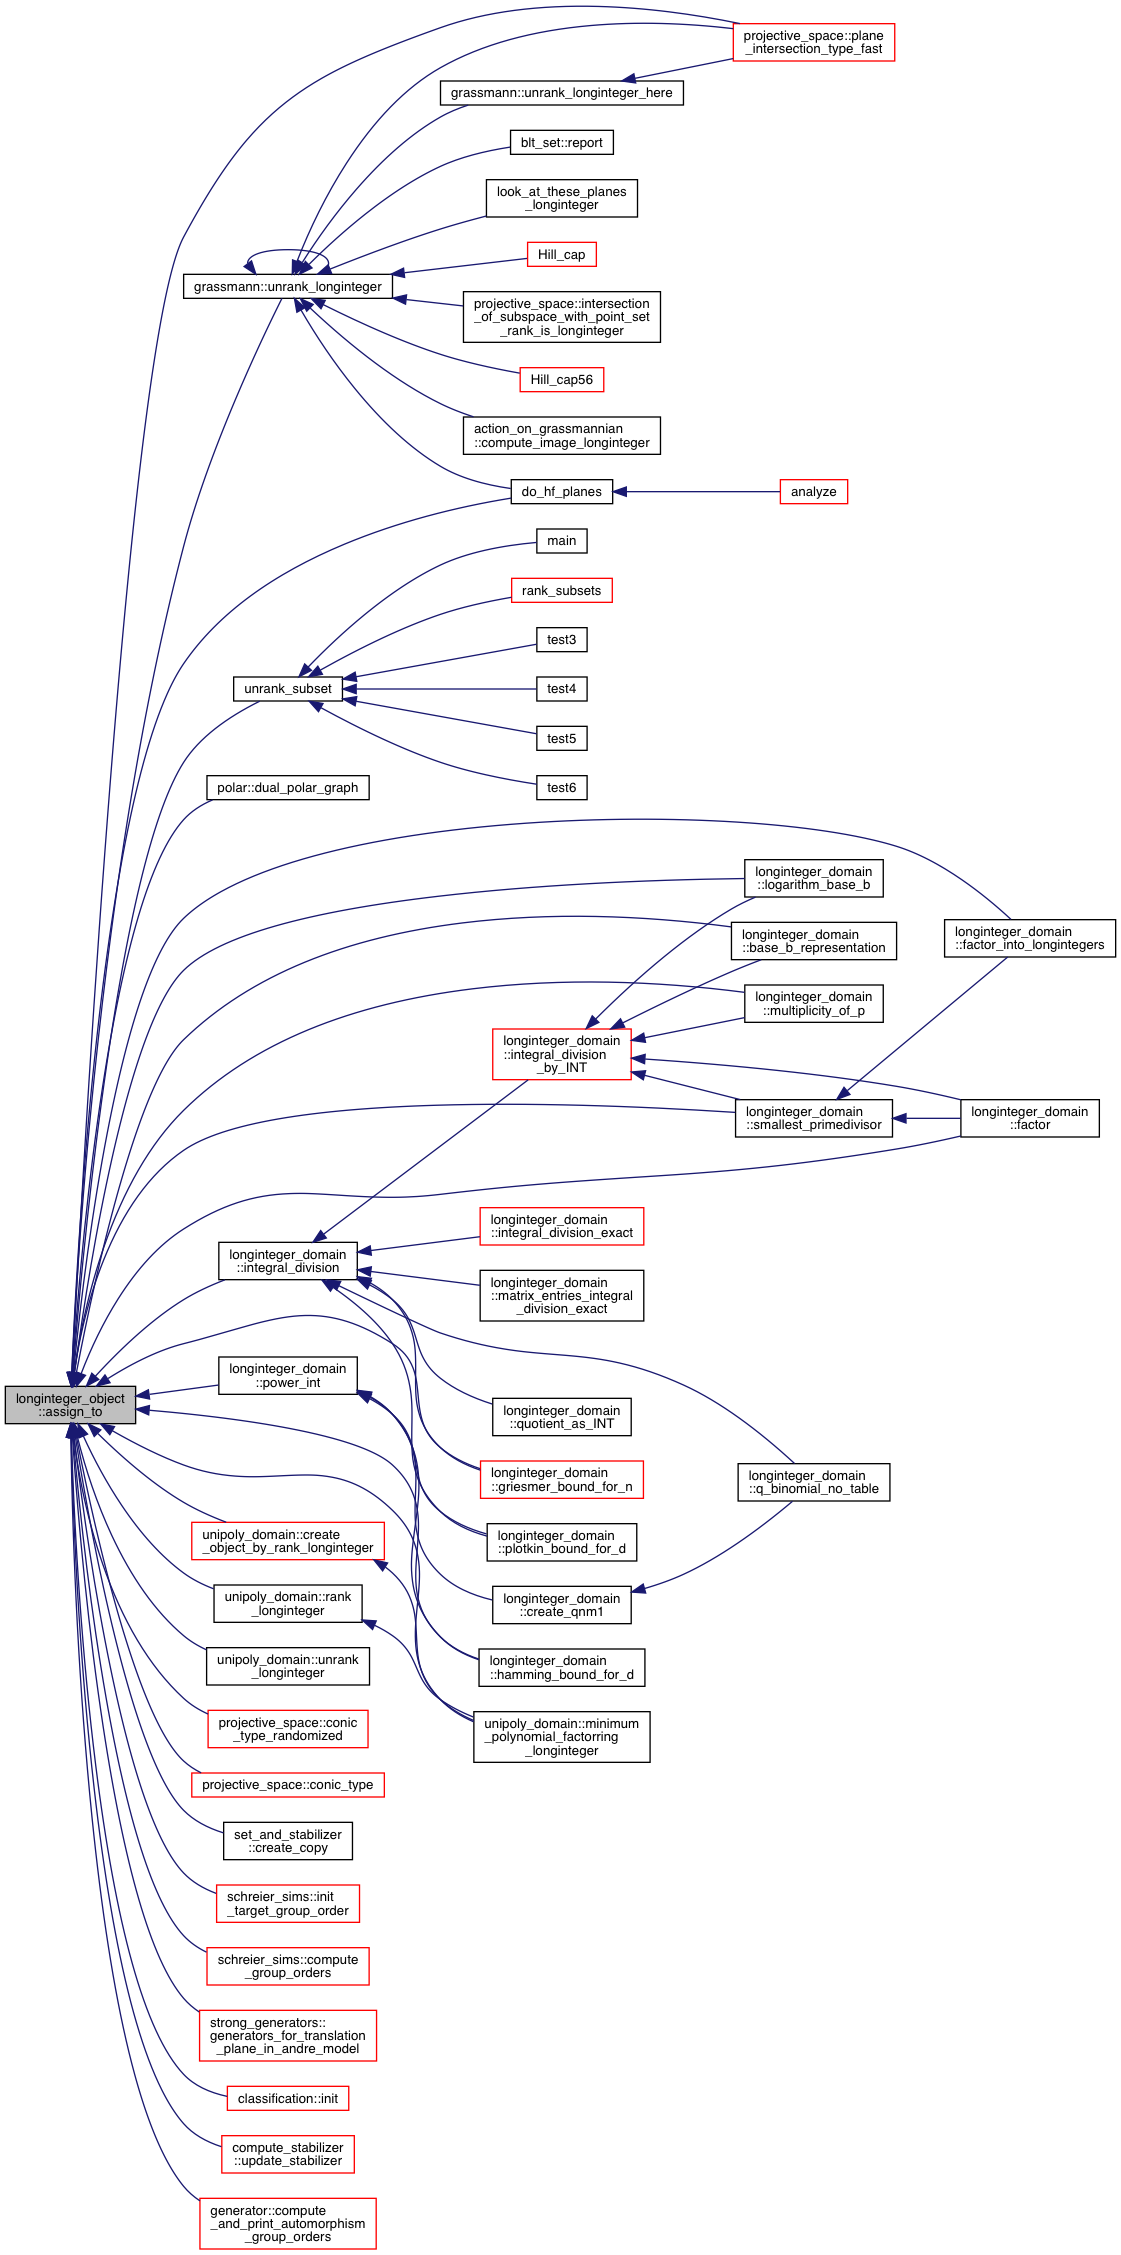 projective_space::plane
_intersection_type_fast
grassmann::unrank_longinteger_here
blt_set::report
look_at_these_planes
_longinteger
Hill_cap
grassmann::unrank_longinteger
projective_space::intersection
_of_subspace_with_point_set
_rank_is_longinteger
Hill_cap56
action_on_grassmannian
::compute_image_longinteger
do_hf_planes
analyze
main
rank_subsets
test3
unrank_subset
test4
test5
test6
polar::dual_polar_graph
longinteger_domain
::logarithm_base_b
longinteger_domain
::base_b_representation
longinteger_domain
::factor_into_longintegers
longinteger_domain
::multiplicity_of_p
longinteger_domain
::integral_division
_by_INT
longinteger_domain
::smallest_primedivisor
longinteger_domain
::factor
longinteger_domain
::integral_division_exact
longinteger_domain
::integral_division
longinteger_domain
::matrix_entries_integral
_division_exact
longinteger_domain
::power_int
longinteger_object
::assign_to
longinteger_domain
::quotient_as_INT
longinteger_domain
::griesmer_bound_for_n
longinteger_domain
::q_binomial_no_table
unipoly_domain::create
_object_by_rank_longinteger
longinteger_domain
::plotkin_bound_for_d
unipoly_domain::rank
_longinteger
longinteger_domain
::create_qnm1
unipoly_domain::unrank
_longinteger
longinteger_domain
::hamming_bound_for_d
projective_space::conic
_type_randomized
unipoly_domain::minimum
_polynomial_factorring
_longinteger
projective_space::conic_type
set_and_stabilizer
::create_copy
schreier_sims::init
_target_group_order
schreier_sims::compute
_group_orders
strong_generators::
generators_for_translation
_plane_in_andre_model
classification::init
compute_stabilizer
::update_stabilizer
generator::compute
_and_print_automorphism
_group_orders